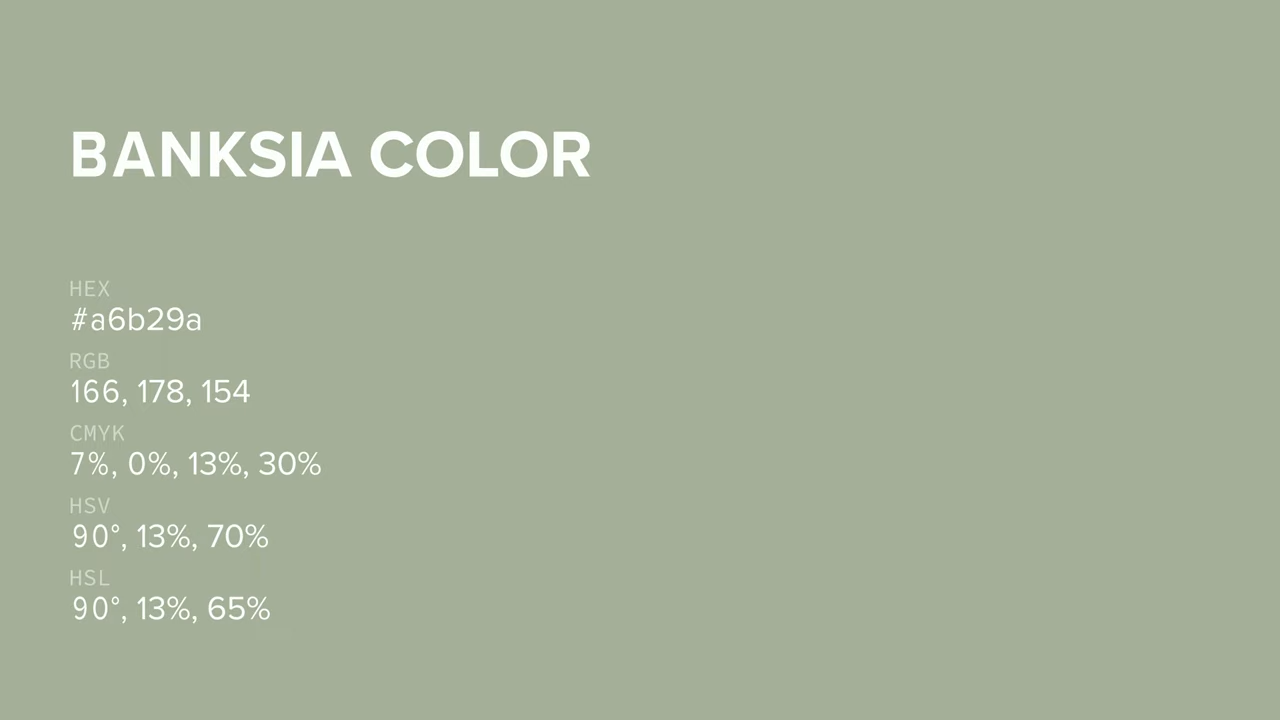 BANKSIA COLOR
HEX
#a6b29a
RGB
166, 178, 154
CMYK
7%, 0%, 13%, 30%
HSV
90°, 13%, 70%
HSL
90°, 13%, 65%